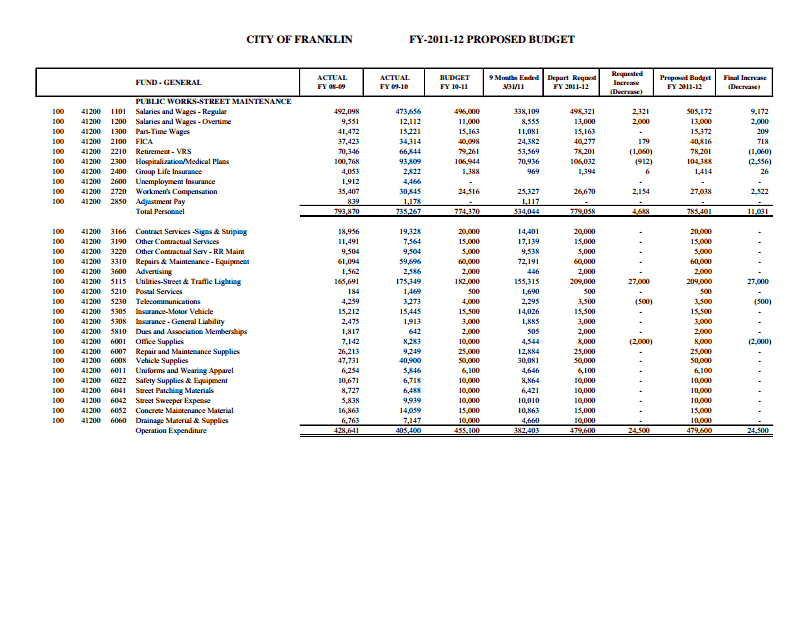 CITY OF FRANKLIN FY-2011-12 PROPOSED BUDGET
FUND - GENERAL ACTUAL FY 08-09 ACTUAL FY 09-10 BUDGET FY 10-11 9 Months Ended 3/31/11 Depart Request FY 2011-12 Requested Increase (Decrease) Proposed Budget FY 2011-12 Final Increase (Decrease)
PUBLIC WORKS-STREET MAINTENANCE
100 41200 1101 Salaries and Wages - Regular 492,098 473,656 496,000 338,109 498,321 2,321 505,172 9,172
100 41200 1200 Salaries and Wages - Overtime 9,551 12,112 11,000 8,555 13,000 2,000 13,000 2,000
100 41200 1300 Part-Time Wages 41,472 15,221 15,163 11,081 15,163 - 15,372 209
100 41200 2100 FICA 37,423 34,314 40,098 24,382 40,277 179 40,816 718
100 41200 2210 Retirement - VRS 70,346 66,844 79,261 53,569 78,201 (1,060) 78,201 (1,060)
100 41200 2300 Hospitalization/Medical Plans 100,768 93,809 106,944 70,936 106,032 (912) 104,388 (2,556)
100 41200 2400 Group Life Insurance 4,053 2,822 1,388 969 1,394 6 1,414 26
100 41200 2600 Unemployment Insurance 1,912 4,466 - - - - -
100 41200 2720 Workmen's Compensation 35,407 30,845 24,516 25,327 26,670 2,154 27,038 2,522
100 41200 2850 Adjustment Pay 839 1,178 - 1,117 - - -
Total Personnel 793,870 735,267 774,370 534,044 779,058 4,688 785,401 11,031
100 41200 3166 Contract Services -Signs & Striping 18,956 19,328 20,000 14,401 20,000 - 20,000 -
100 41200 3190 Other Contractual Services 11,491 7,564 15,000 17,139 15,000 - 15,000 -
100 41200 3220 Other Contractual Serv - RR Maint 9,504 9,504 5,000 9,538 5,000 - 5,000 -
100 41200 3310 Repairs & Maintenance - Equipment 61,094 59,696 60,000 72,191 60,000 - 60,000 -
100 41200 3600 Advertising 1,562 2,586 2,000 446 2,000 - 2,000 -
100 41200 5115 Utilities-Street & Traffic Lighting 165,691 175,349 182,000 155,315 209,000 27,000 209,000 27,000
100 41200 5210 Postal Services 184 1,469 500 1,690 500 - 500 -
100 41200 5230 Telecommunications 4,259 3,273 4,000 2,295 3,500 (500) 3,500 (500)
100 41200 5305 Insurance-Motor Vehicle 15,212 15,445 15,500 14,026 15,500 - 15,500 -
100 41200 5308 Insurance - General Liability 2,475 1,913 3,000 1,885 3,000 - 3,000 -
100 41200 5810 Dues and Association Memberships 1,817 642 2,000 505 2,000 - 2,000 -
100 41200 6001 Office Supplies 7,142 8,283 10,000 4,544 8,000 (2,000) 8,000 (2,000)
100 41200 6007 Repair and Maintenance Supplies 26,213 9,249 25,000 12,884 25,000 - 25,000 -
100 41200 6008 Vehicle Supplies 47,731 40,900 50,000 30,081 50,000 - 50,000 -
100 41200 6011 Uniforms and Wearing Apparel 6,254 5,846 6,100 4,646 6,100 - 6,100 -
100 41200 6022 Safety Supplies & Equipment 10,671 6,718 10,000 8,864 10,000 - 10,000 -
100 41200 6041 Street Patching Materials 8,727 6,488 10,000 6,421 10,000 - 10,000 -
100 41200 6042 Street Sweeper Expense 5,838 9,939 10,000 10,010 10,000 - 10,000 -
100 41200 6052 Concrete Maintenance Material 16,863 14,059 15,000 10,863 15,000 - 15,000 -
100 41200 6060 Drainage Material & Supplies 6,763 7,147 10,000 4,660 10,000 - 10,000 -
Operation Expenditure 428,641 405,400 455,100 382,403 479,600 24,500 479,600 24,500